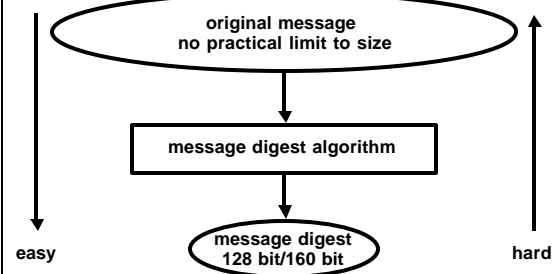 original message
no practical limit to size
message digest algorithm
message digest
128 bit/160 bit
easy
hard